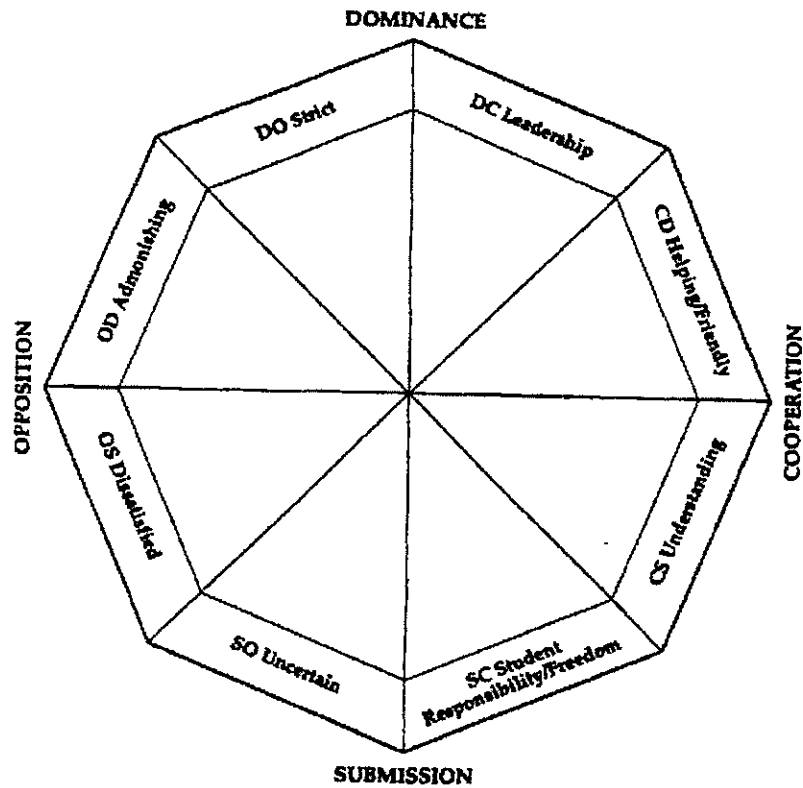 DOMINANCE
DO Strict
DC Leadership
OD Admonishing
CD Helping/Friendly
OPPOSITION
COOPERATION
OS Dissatisfied
CS Understanding
SO Uncertain
SC Student
Responsibility/Freedom
SUBMISSION